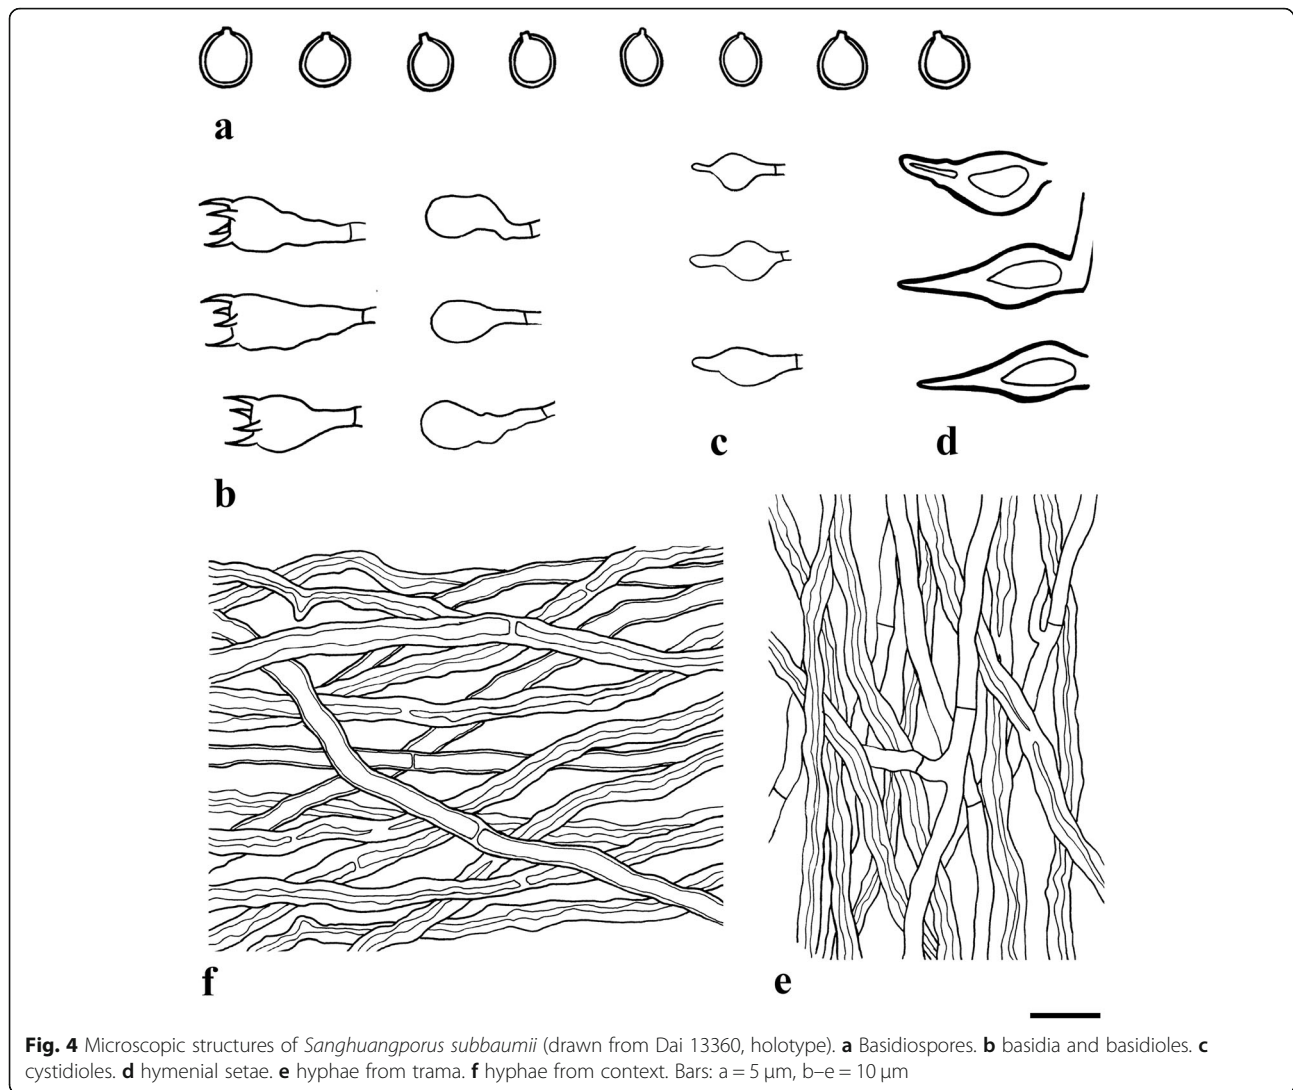 a
b
c
d
f
e
Fig. 4 Microscopic structures of Sanghuangporus subbaumii (drawn from Dai 13360, holotype). a Basidiospores. b basidia and basidioles. c
cystidioles. d hymenial setae. e hyphae from trama. f hyphae from context. Bars: a = 5 μm, b–e = 10 μm